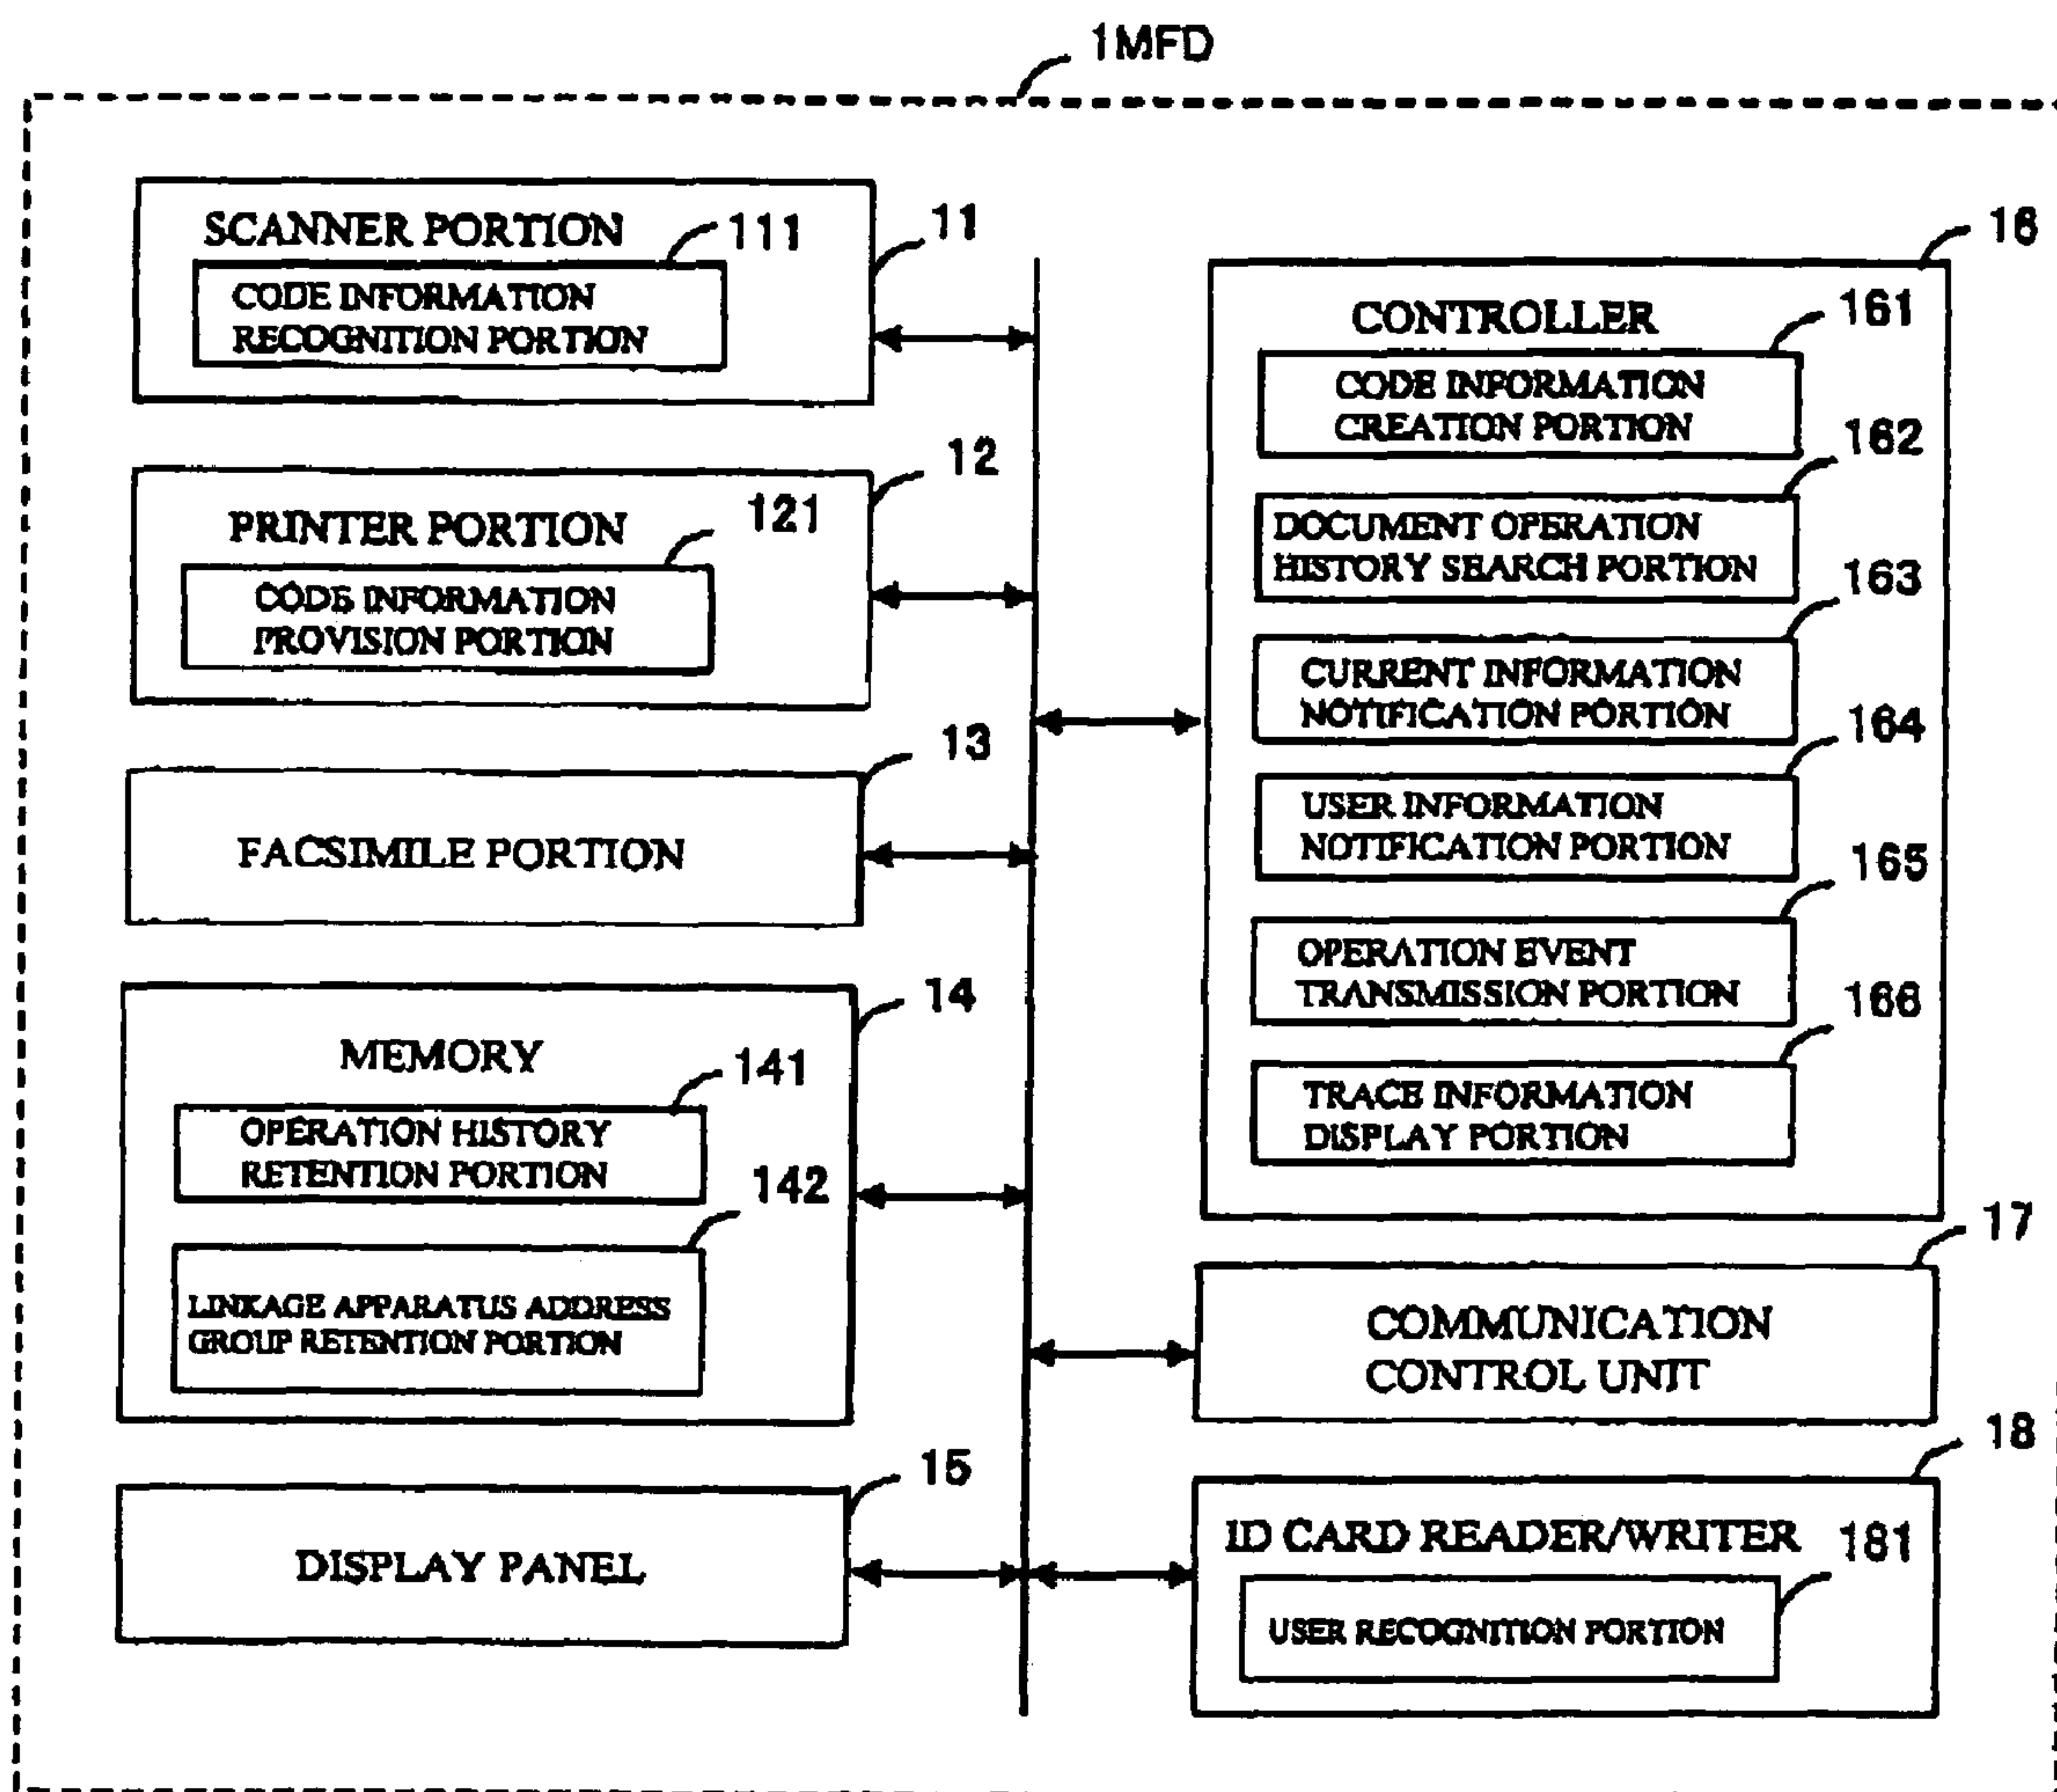 1MFD
SCANNER PORTION
111
11
CODE INFORMATION
RECOGNITION PORTION
PRINTER PORTION
121
12
CODE INFORMATION
PROVISION PORTION
13
FACSIMILE PORTION
14
MEMORY
141
OPERATION HISTORY
RETENTION PORTION
142
LINKAGE APPARATUS ADDRESS
GROUP RETENTION PORTION
15
DISPLAY PANEL
16
CONTROLLER
161
CODE INFORMATION
CREATION PORTION
162
DOCUMENT OPERATION
HISTORY SEARCH PORTION
163
CURRENT INFORMATION
NOTIFICATION PORTION
164
USER INFORMATION
NOTIFICATION PORTION
165
OPERATION EVENT
TRANSMISSION PORTION
166
TRACE INFORMATION
DISPLAY PORTION
17
COMMUNICATION
CONTROL UNIT
18
ID CARD READER/WRITER
181
USER RECOGNITION PORTION